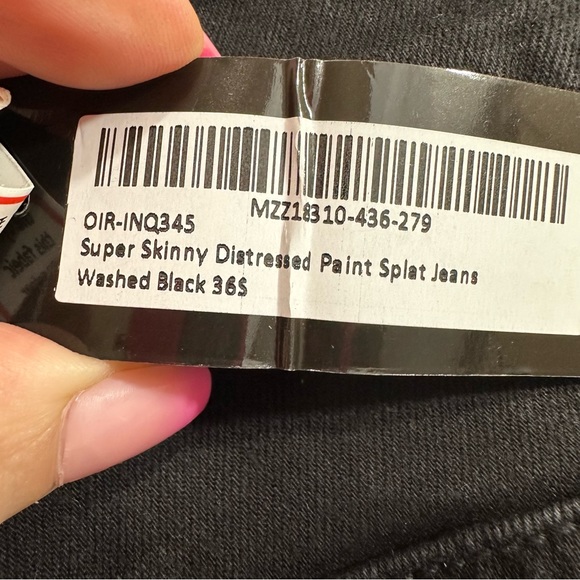 MZZ18310-436-279
OIR-INQ345
Super Skinny Distressed Paint Splat Jeans
Washed Black 36S